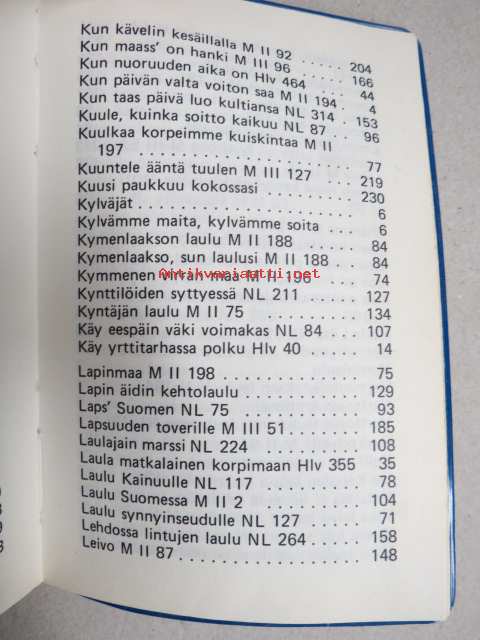 Kun kävelin kesäillalla M II 92 ..... 204
Kun maass' on hanki M III 96 ..... 166
Kun nuoruuden aika on Hlv 464 .... 44
Kun päivän valta voiton saa M II 194 . 4
Kun taas päivä luo kultiansa NL 314 . 153
Kuule, kuinka soitto kaikuu NL 87 .. 96
Kuulkaa korpeimme kuiskintaa M II
197 .................... 77
Kuuntele ääntä tuulen M III 127 .... 219
Kuusi paukkuu kokossasi ........ 230
Kylväjät .................. 6
Kylvämme maita, kylvämme soita .. 6
Kymenlaakson laulu M II 188 ..... 84
Kymenlaakso, sun laulusi M II 188 .. 84
Kymmenen virran maa M II 196 .... 74
Kynttilöiden syttyessä NL 211 ..... 127
Kyntäjän laulu M II 75 ......... 134
Käy eespäin väki voimakas NL 84 .. 107
Käy yrttitarhassa polku Hlv 40 ..... 14
Lapinmaa M II 198 ............ 75
Lapin äidin kehtolaulu .......... 129
Laps' Suomen NL 75 .......... 93
Lapsuuden toverille M III 51 ...... 185
Laulajain marssi NL 224 ........ 108
Laula matkalainen korpimaan Hlv 355 35
Laulu Kainuulle NL 117 ......... 78
Laulu Suomessa M II 2 ......... 104
Laulu synnyinseudulle NL 127 ..... 71
Lehdossa lintujen laulu NL 264 .... 158
Leivo M II 87 ............... 148
Antikvariaatti.net